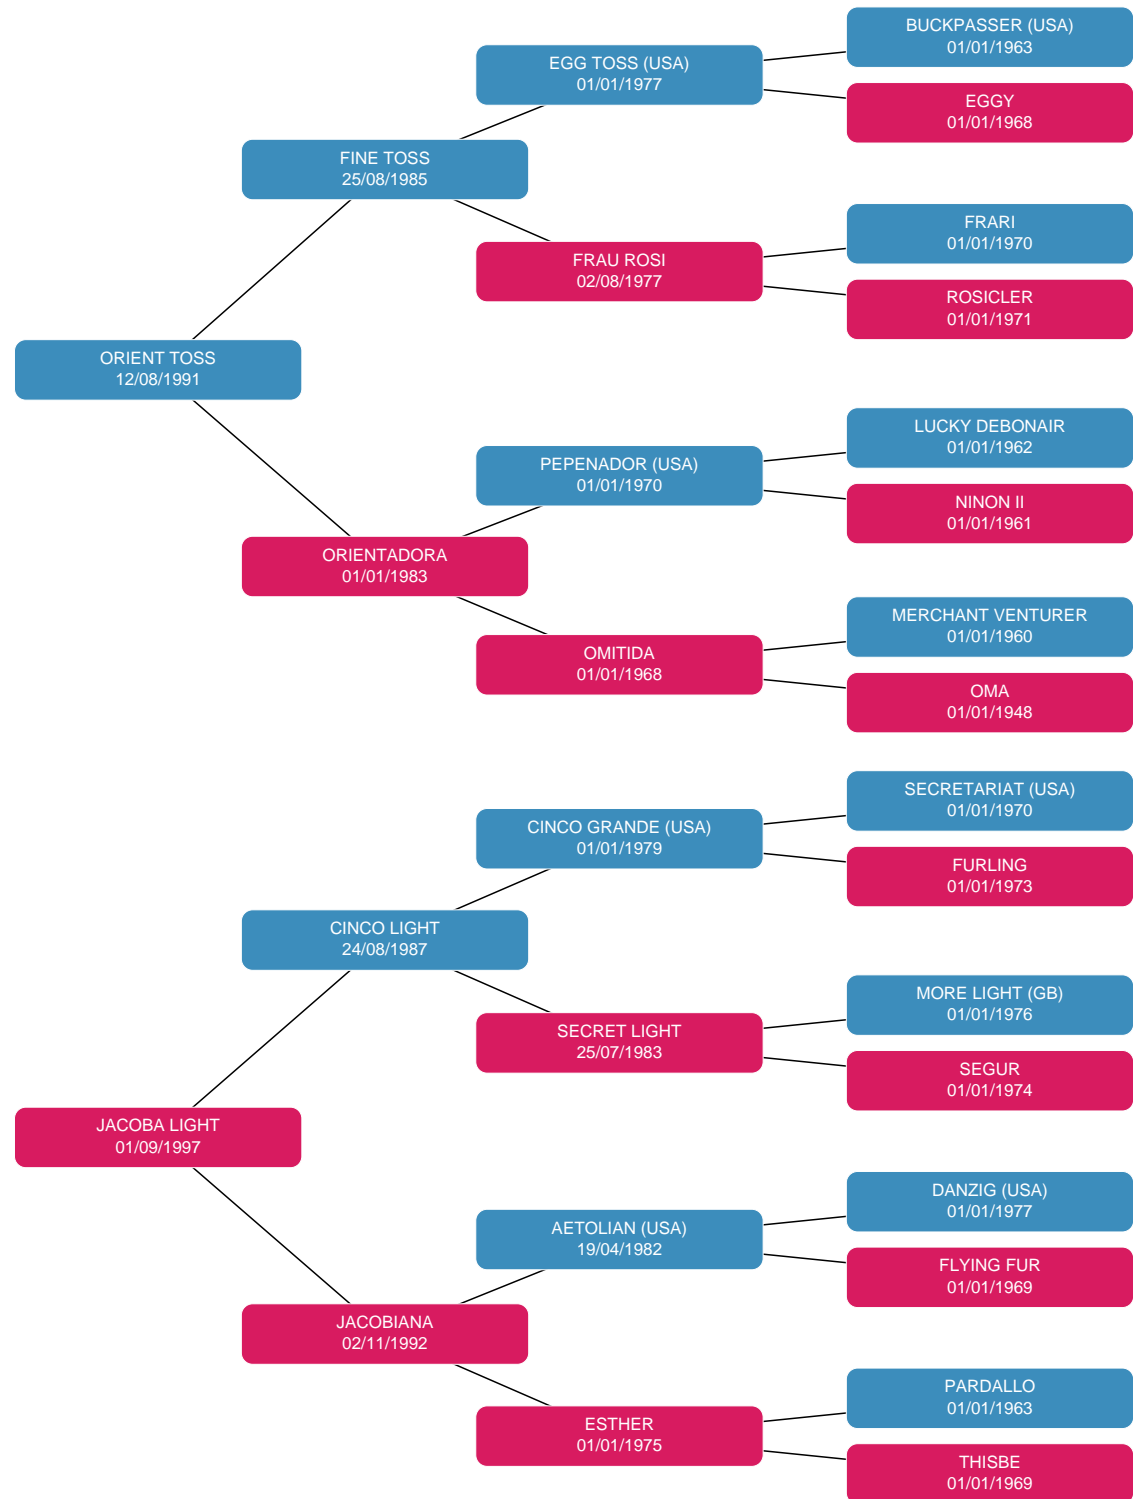 BUCKPASSER (USA)
01/01/1963
EGG TOSS (USA)
01/01/1977
EGGY
01/01/1968
FINE TOSS
25/08/1985
FRARI
01/01/1970
FRAU ROSI
02/08/1977
ROSICLER
01/01/1971
ORIENT TOSS
12/08/1991
LUCKY DEBONAIR
01/01/1962
PEPENADOR (USA)
01/01/1970
NINON II
01/01/1961
ORIENTADORA
01/01/1983
MERCHANT VENTURER
01/01/1960
OMITIDA
01/01/1968
OMA
01/01/1948
SECRETARIAT (USA)
01/01/1970
CINCO GRANDE (USA)
01/01/1979
FURLING
01/01/1973
CINCO LIGHT
24/08/1987
MORE LIGHT (GB)
01/01/1976
SECRET LIGHT
25/07/1983
SEGUR
01/01/1974
JACOBA LIGHT
01/09/1997
DANZIG (USA)
01/01/1977
AETOLIAN (USA)
19/04/1982
FLYING FUR
01/01/1969
JACOBIANA
02/11/1992
PARDALLO
01/01/1963
ESTHER
01/01/1975
THISBE
01/01/1969